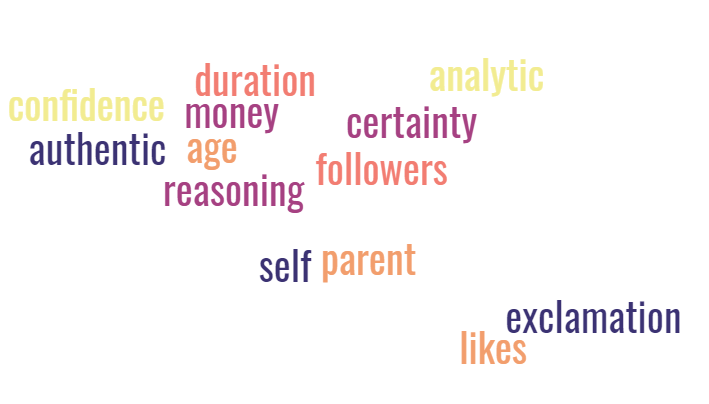 analytic
duration
confidence
money
certainty
authentic
age
followers
reasoning
self
parent
exclamation
likes